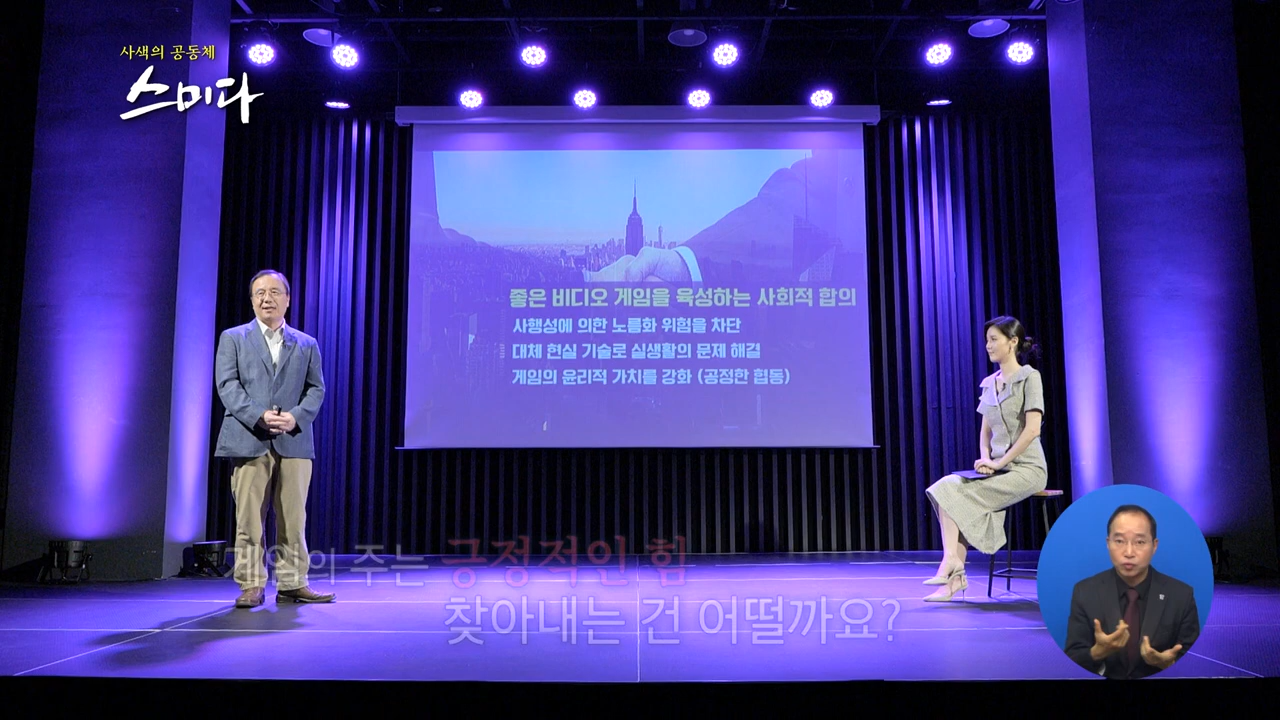 사색의 공동체
스미다
좋은 비디오 게임을 육성하는 사회적 합의
사행성에 의한 노름화 위험을 차단
대체 현실 기술로 실생활의 문제 해결
게임의 윤리적 가치를 강화 (공정한 협동)
게임의 주는 긍정적인 힘
찾아내는 건 어떨까요?